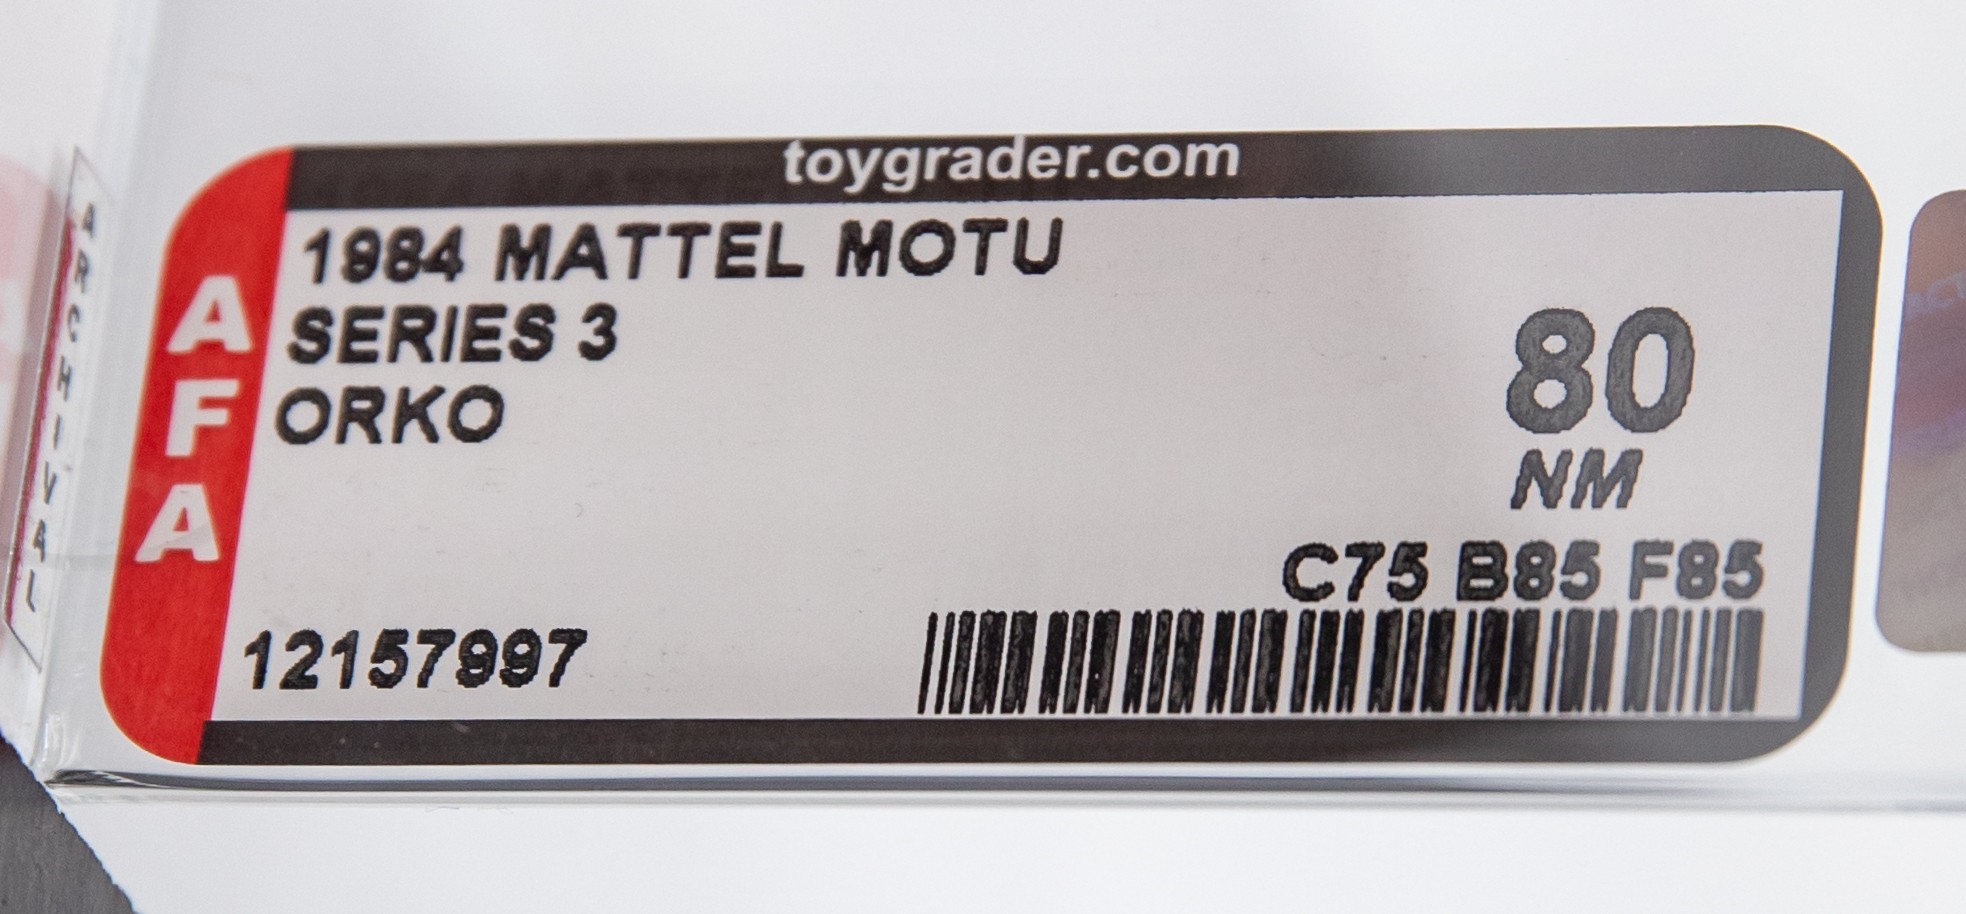 toygrader.com
ARCHIVAL
AFA
1984 MATTEL MOTU
SERIES 3
ORKO
80
NM
C75 B85 F85
12157997